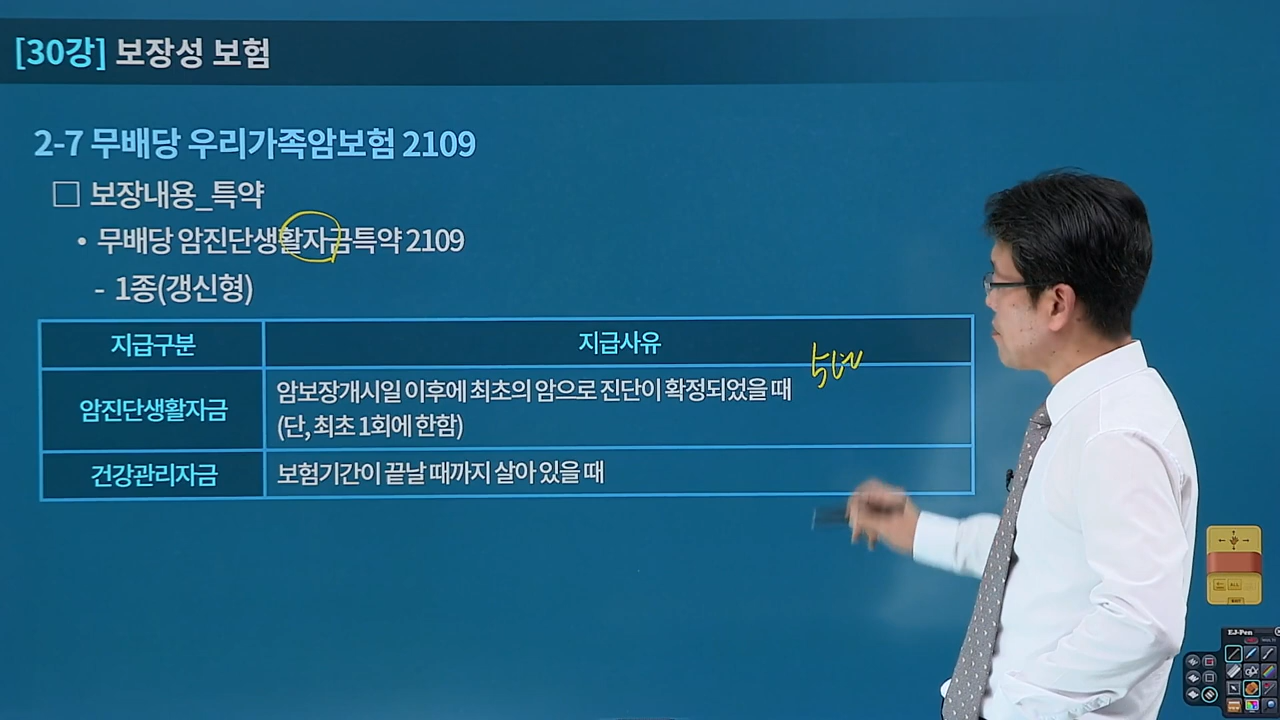 [30강] 보장성 보험
2-7 무배당 우리가족암보험 2109
□ 보장내용_특약
• 무배당 암진단생활자금특약 2109
- 1종(갱신형)
지급구분 지급사유
암진단생활자금 암보장개시일 이후에 최초의 암으로 진단이 확정되었을 때
(단, 최초 1회에 한함)
건강관리자금 보험기간이 끝날 때까지 살아 있을 때
EJ-Pen